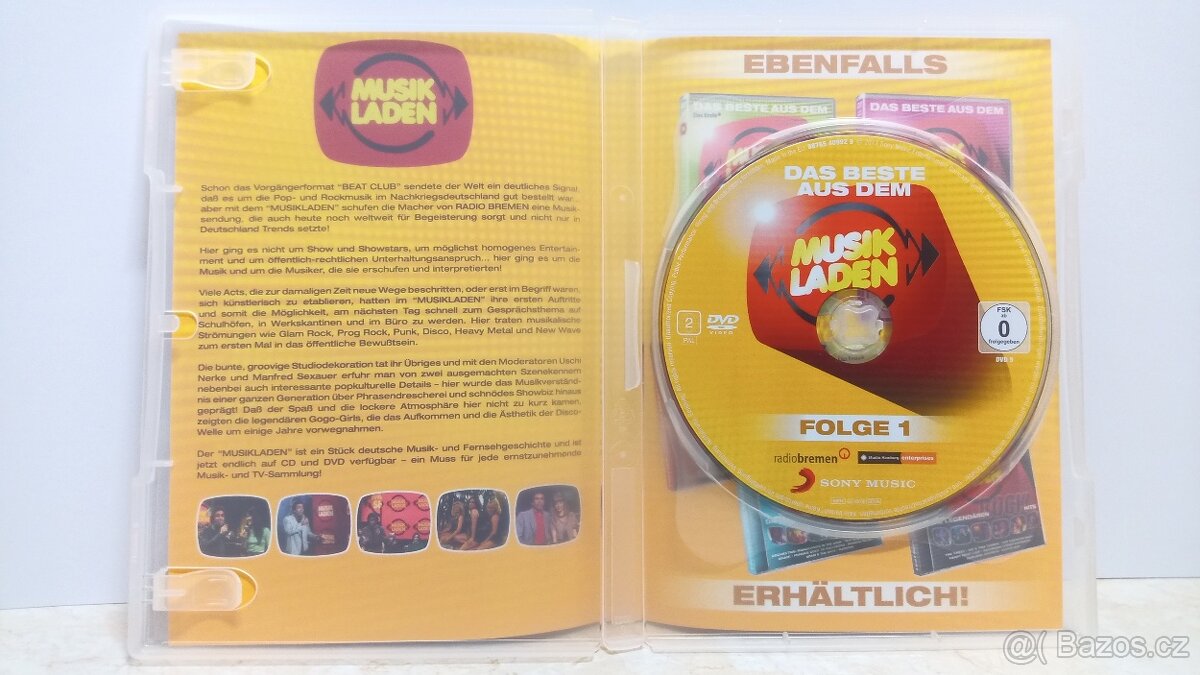 MUSIK
LADEN
Schon das Vorgängerformat "BEAT CLUB" sendete der Welt ein deutliches Signal,
daß es um die Pop- und Rockmusik im Nachkriegsdeutschland gut bestellt war...
aber mit dem "MUSIKLADEN" schufen die Macher von RADIO BREMEN eine Musik-
sendung, die auch heute noch weltweit für Begeisterung sorgt und nicht nur in
Deutschland Trends setzte!
Hier ging es nicht um Show und Showstars, um möglichst homogenes Entertain-
ment und um öffentlich-rechtlichen Unterhaltungsanspruch... hier ging es um die
Musik und um die Musiker, die sie erschufen und interpretierten!
Viele Acts, die zur damaligen Zeit neue Wege beschritten, oder erst im Begriff waren,
sich künstlerisch zu etablieren, hatten im "MUSIKLADEN" ihre ersten Auftritte
und somit die Möglichkeit, am nächsten Tag schnell zum Gesprächsthema auf
Schulhöfen, in Werkskantinen und im Büro zu werden. Hier traten musikalische
Strömungen wie Glam Rock, Prog Rock, Punk, Disco, Heavy Metal und New Wave
zum ersten Mal in das öffentliche Bewußtsein.
Die bunte, groovige Studiodekoration tat ihr Übriges und mit den Moderatoren Uschi
Nerke und Manfred Sexauer erfuhr man von zwei ausgemachten Szenekennern
nebenbei auch interessante popkulturelle Details – hier wurde das Musikverständ-
nis einer ganzen Generation über Phrasendrescherei und schnödes Showbiz hinaus
geprägt! Daß der Spaß und die lockere Atmosphäre hier nicht zu kurz kamen,
zeigten die legendären Gogo-Girls, die das Aufkommen und die Ästhetik der Disco-
Welle um einige Jahre vorwegnahmen.
Der "MUSIKLADEN" ist ein Stück deutsche Musik- und Fernsehgeschichte und ist
jetzt endlich auf CD und DVD verfügbar – ein Muss für jede ernstzunehmende
Musik- und TV-Sammlung!
EBENFALLS
DAS BESTE AUS DEM
DAS BESTE AUS DEM
DAS BESTE
AUS DEM
MUSIK
LADEN
2
PAL
DVD
VIDEO
FSK
ab
0
freigegeben
DVD 5
FOLGE 1
radiobremen
Studio Hamburg enterprises
SONY MUSIC
LEGENDÄREN
HITS
ERHÄLTLICH!
@( Bazos.cz